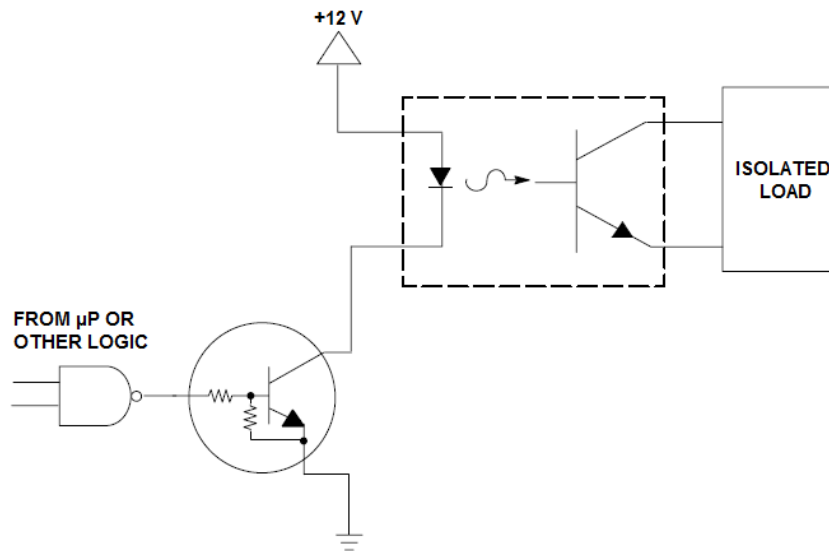 +12 V
ISOLATED
LOAD
FROM µP OR
OTHER LOGIC